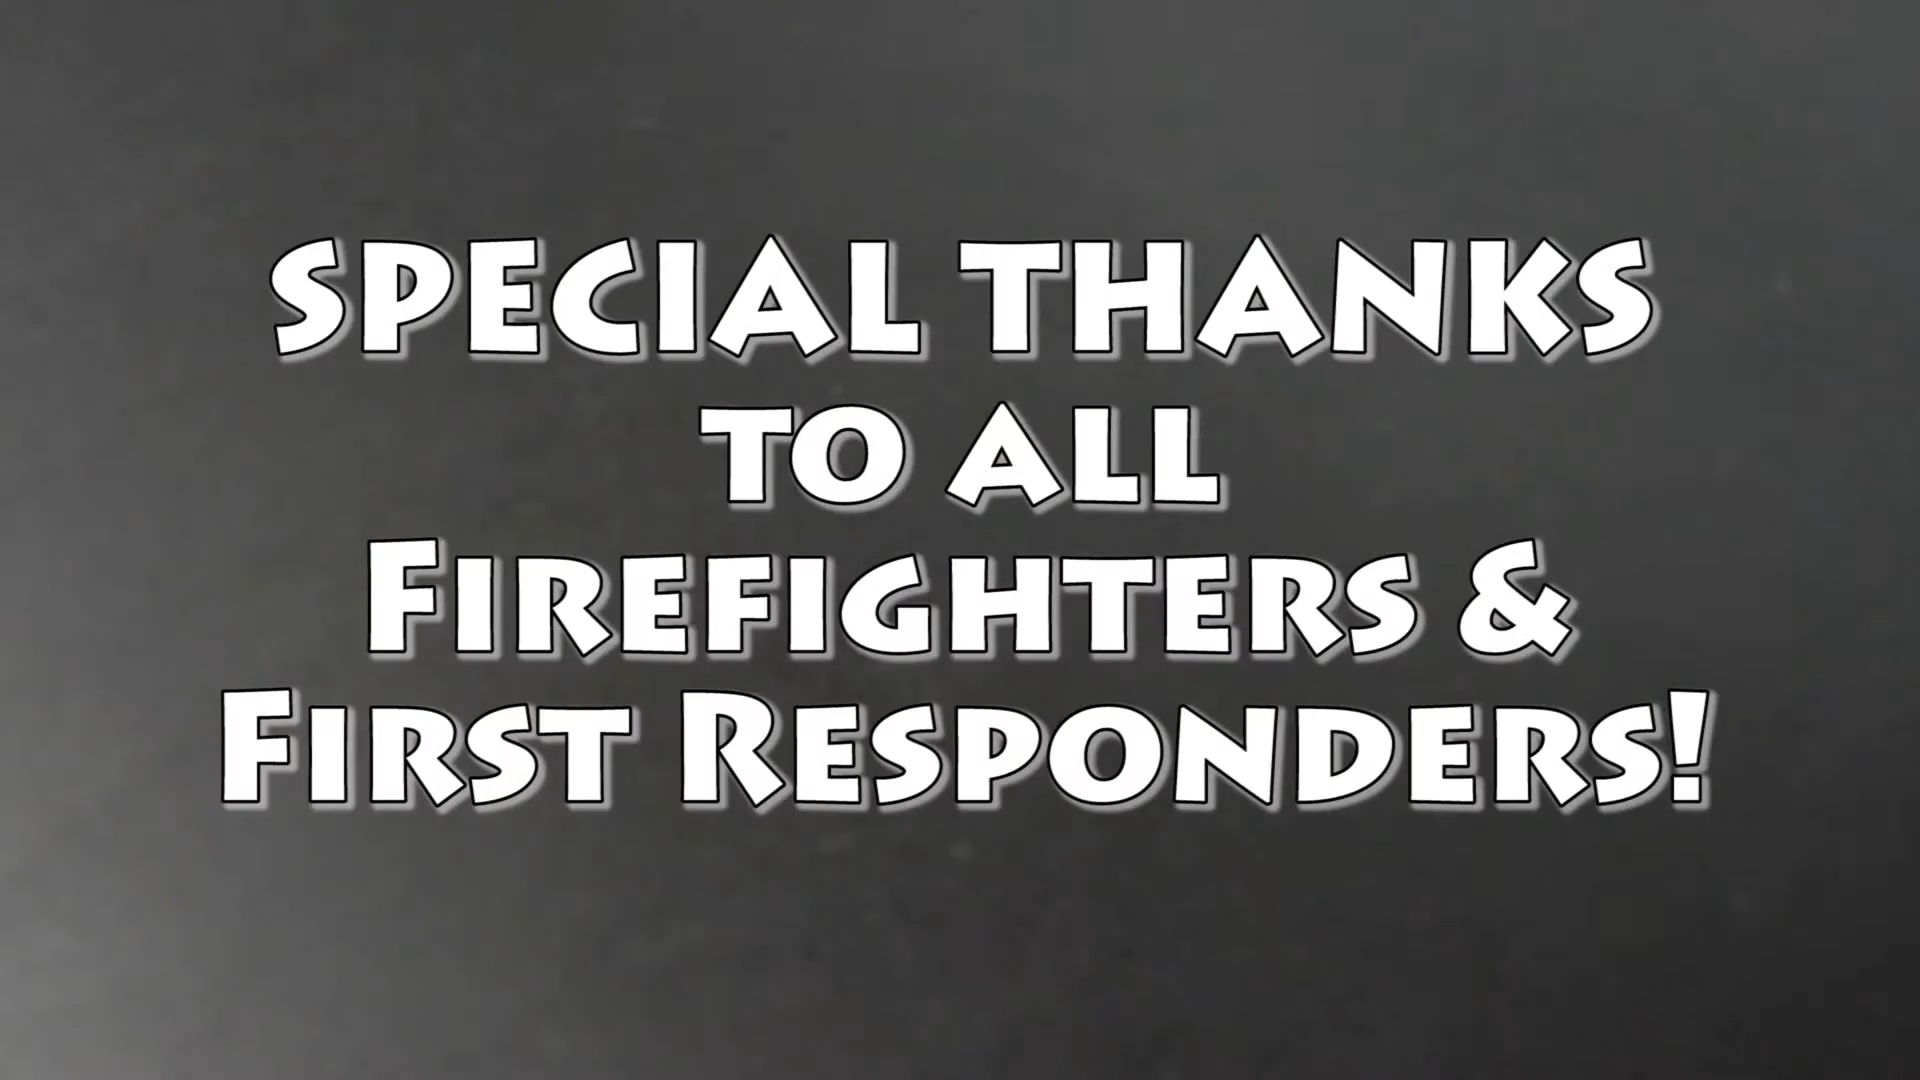 SPECIAL THANKS
TO ALL
FIREFIGHTERS &
FIRST RESPONDERS!